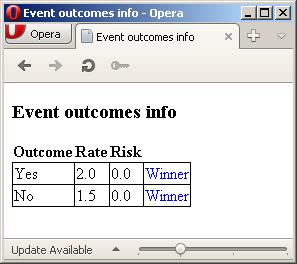 Event outcomes info - Opera
Opera
Event outcomes info
Event outcomes info
Outcome Rate Risk
Yes 2.0 0.0 Winner
No 1.5 0.0 Winner
Update Available